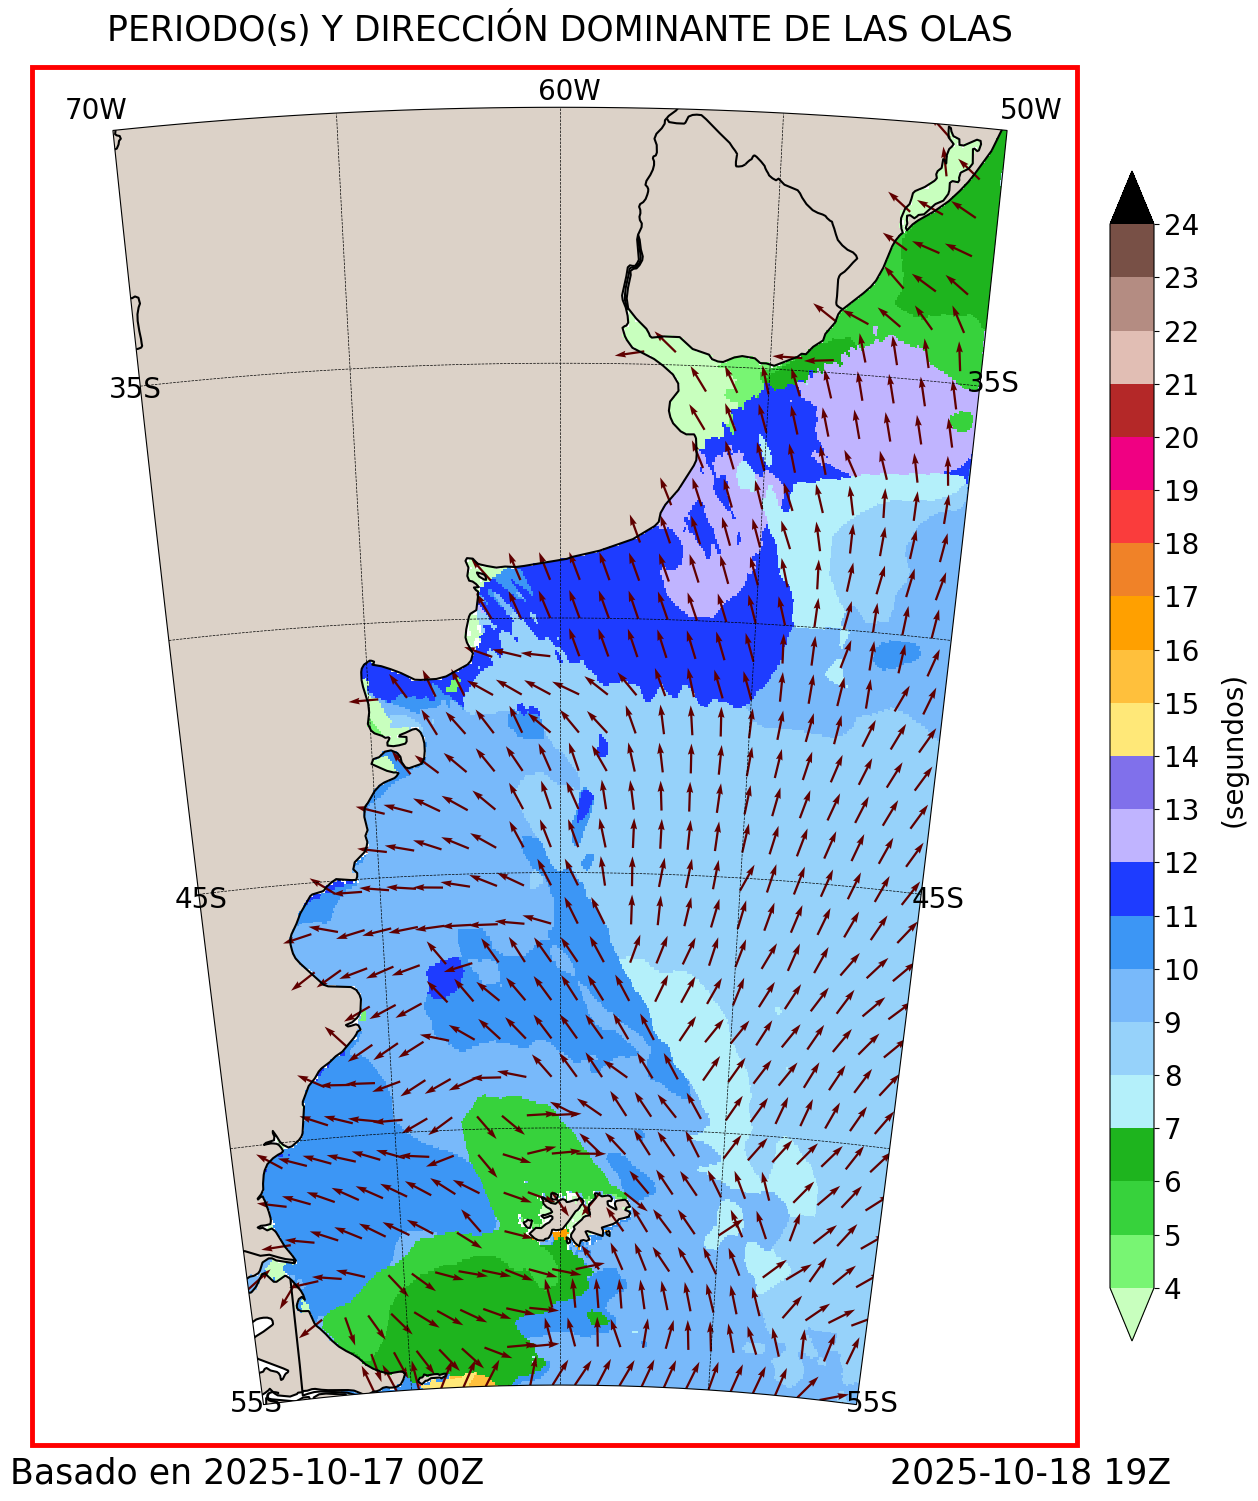 PERIODO(s) Y DIRECCIÓN DOMINANTE DE LAS OLAS
60W
70W
50W
35S
35S
45S
45S
55S
55S
24
23
22
21
20
19
18
17
16
15
14
13
12
11
10
9
8
7
6
5
4
(segundos)
Basado en 2025-10-17 00Z
2025-10-18 19Z